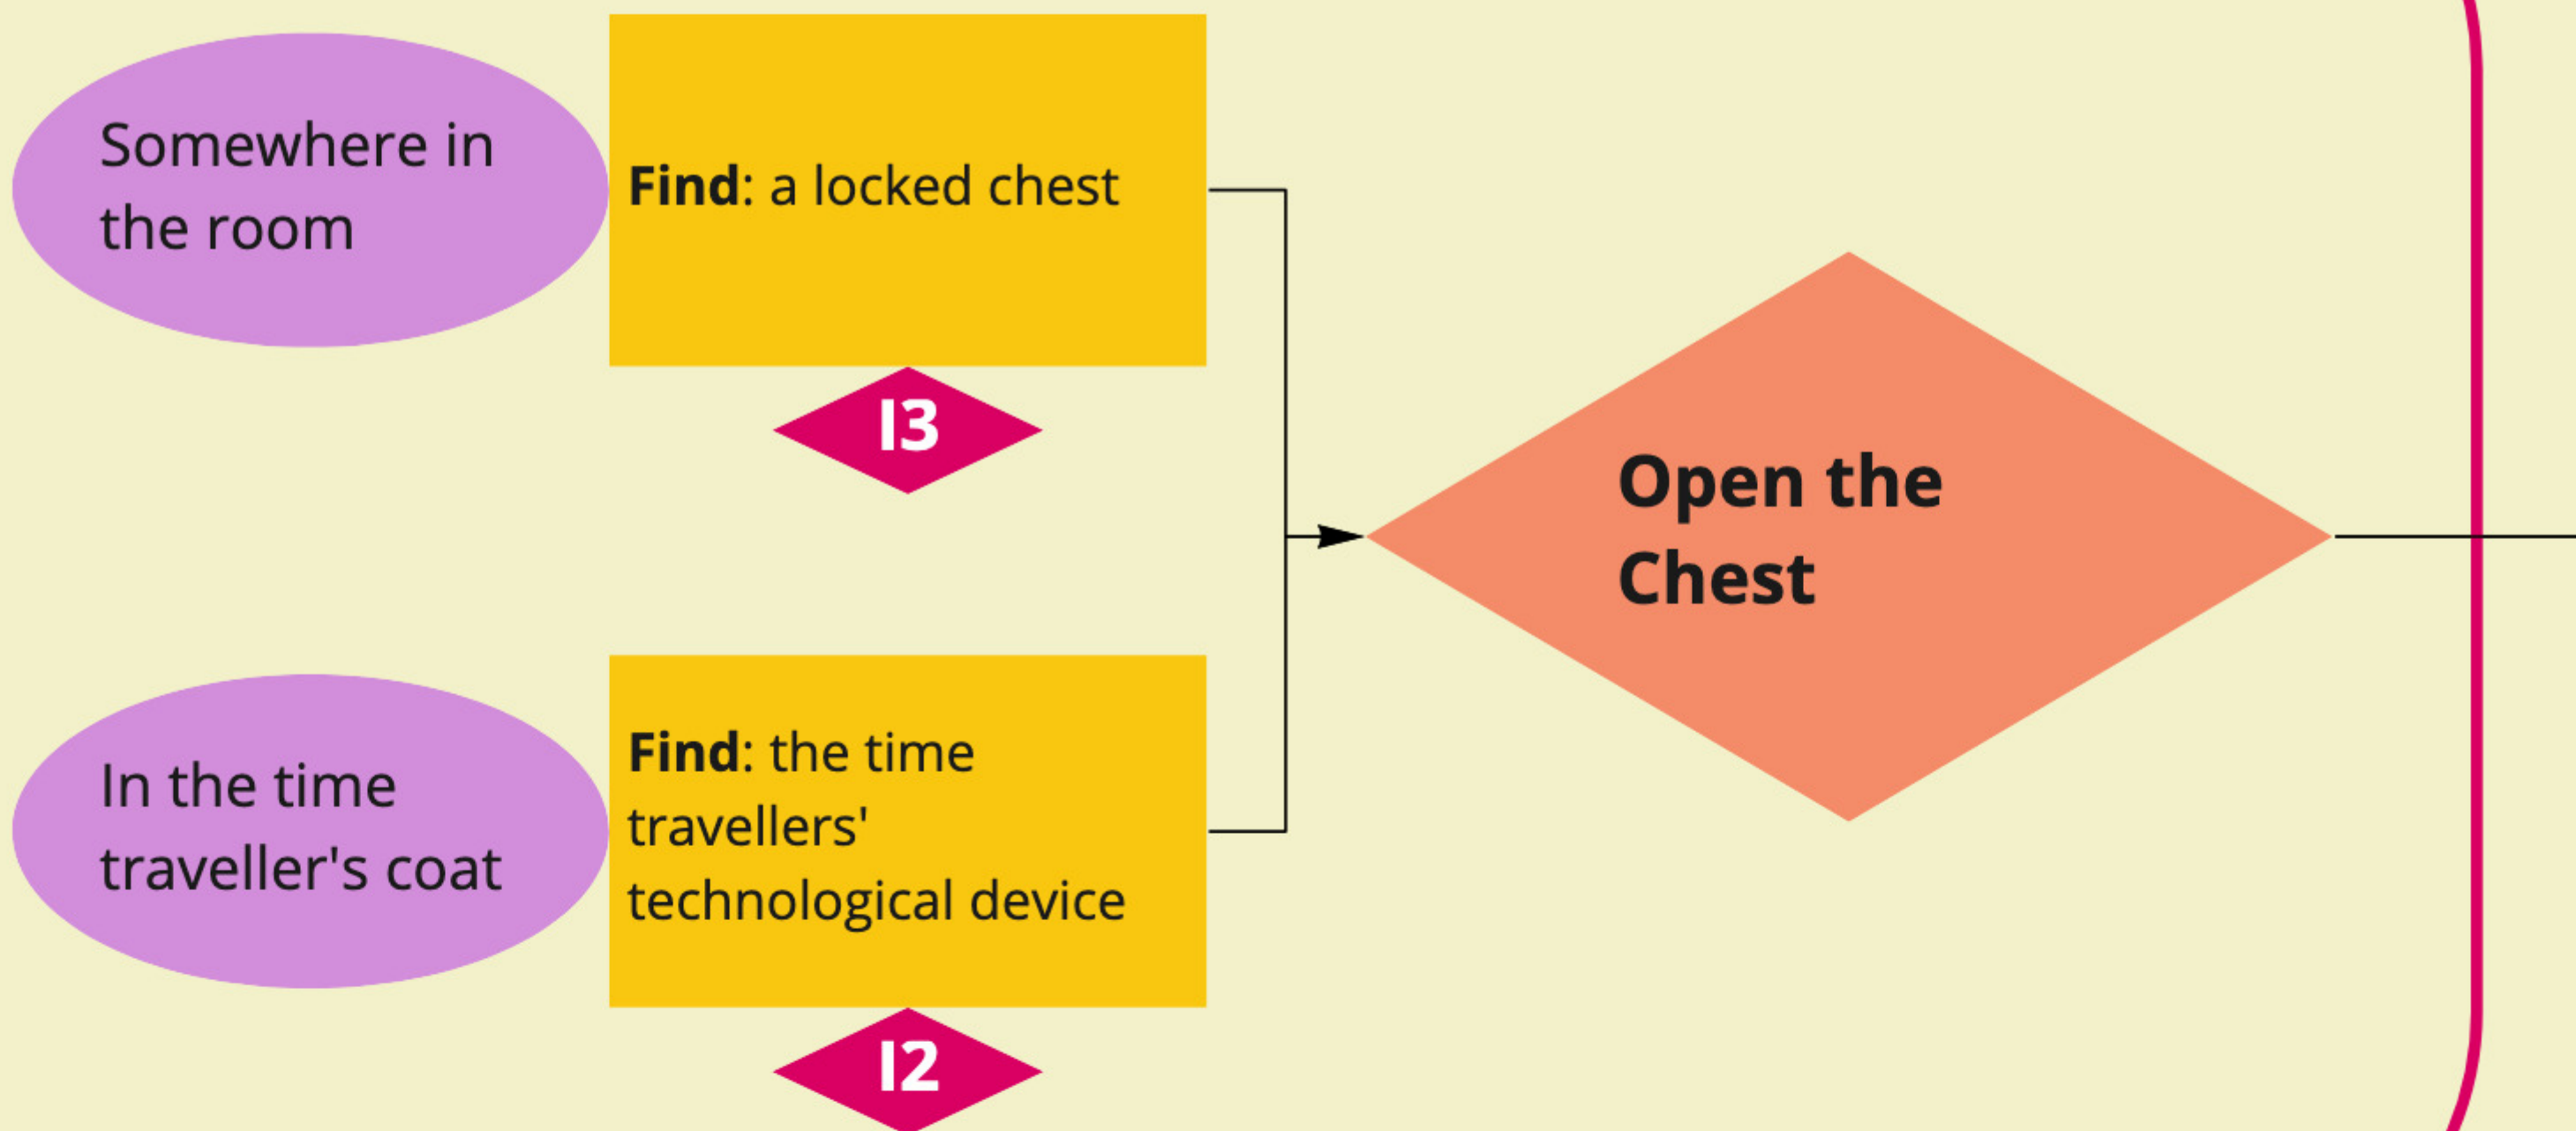 Somewhere in
the room
Find: a locked chest
I3
In the time
traveller's coat
Find: the time
travellers'
technological device
I2
Open the
Chest